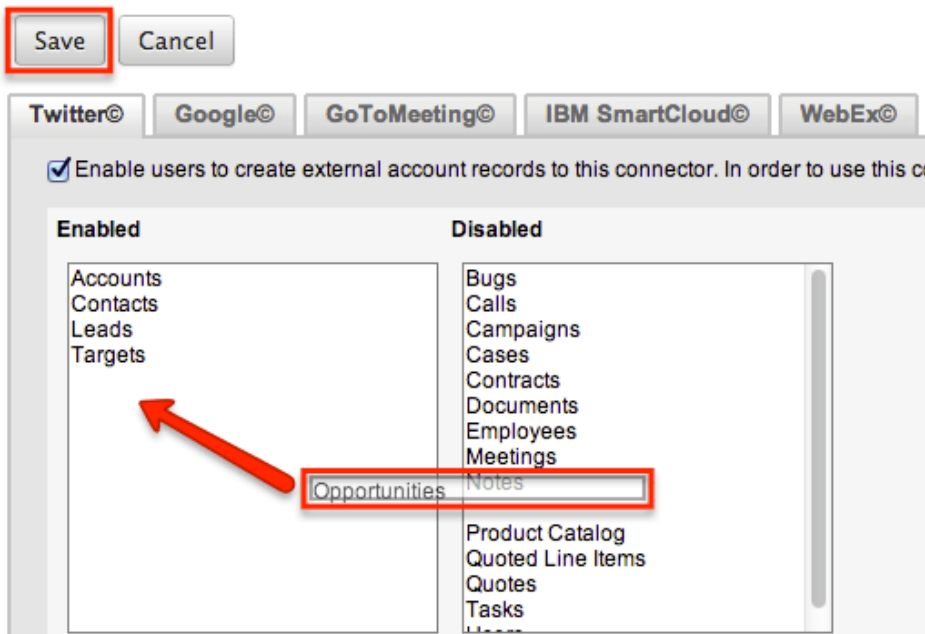 Save Cancel
Twitter© Google© GoToMeeting© IBM SmartCloud© WebEx©
Enable users to create external account records to this connector. In order to use this c
Enabled
Accounts
Contacts
Leads
Targets
Disabled
Bugs
Calls
Campaigns
Cases
Contracts
Documents
Employees
Meetings
Notes
Opportunities
Product Catalog
Quoted Line Items
Quotes
Tasks